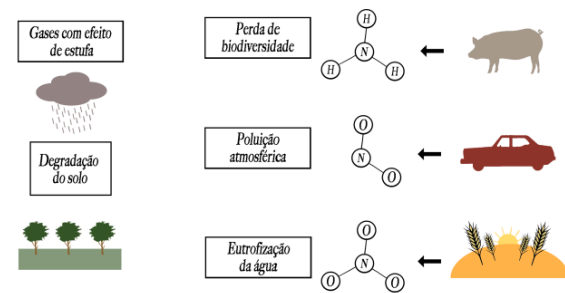 Gases com efeito
de estufa
Degradação
do solo
Perda de
biodiversidade
H
N
H
H
Poluição
atmosférica
O
N
O
Eutrofização
da água
O
N
O
O